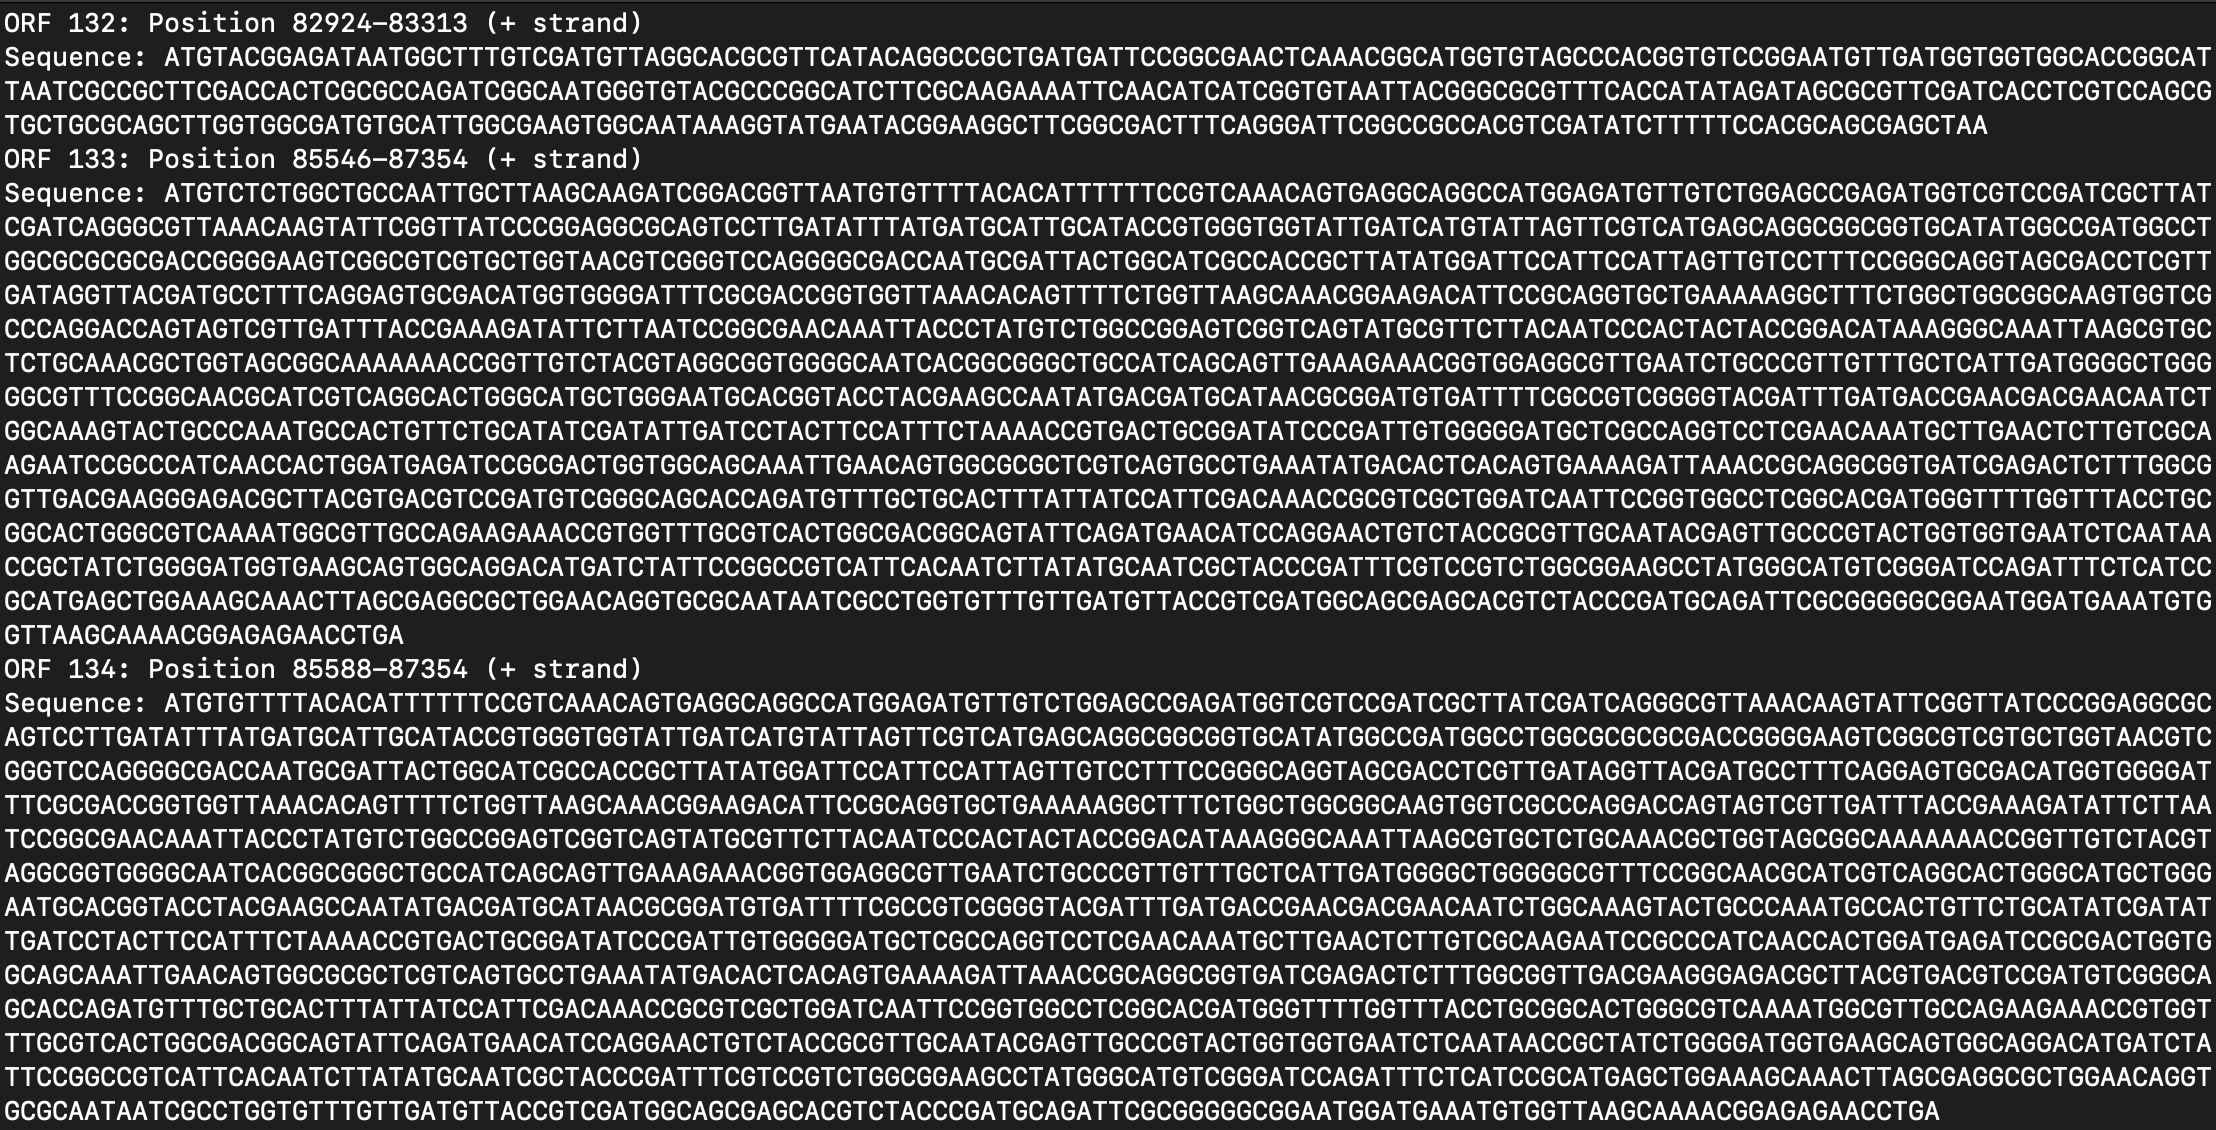 ORF 132: Position 82924–83313 (+ strand)
Sequence: ATGTACGGAGATAATGGCTTTGTCGATGTTAGGCACGCGTTCATACAGGCCGCTGATGATTCCGGCGAACTCAAACGGCATGGTGTAGCCCACGGTGTCCGGAATGTTGATGGTGGTGGCACCGGCAT
TAATCGCCGCTTCGACCACTCGCGCCAGATCGGCAATGGGTGTACGCCCGGCATCTTCGCAAGAAAATTCAACATCATCGGTGTAATTACGGGCGCGTTTCACCATATAGATAGCGCGTTCGATCACCTCGTCCAGCG
TGCTGCGCAGCTTGGTGGCGATGTGCATTGGCGAAGTGGCAATAAAGGTATGAATACGGAAGGCTTCGGCGACTTTCAGGGATTCGGCCGCCACGTCGATATCTTTTTCCACGCAGCGAGCTAA
ORF 133: Position 85546–87354 (+ strand)
Sequence: ATGTCTCTGGCTGCCAATTGCTTAAGCAAGATCGGACGGTTAATGTGTTTTACACATTTTTTCCGTCAAACAGTGAGGCAGGCCATGGAGATGTTGTCTGGAGCCGAGATGGTCGTCCGATCGCTTAT
CGATCAGGGCGTTAAACAAGTATTCGGTTATCCCGGAGGCGCAGTCCTTGATATTTATGATGCATTGCATACCGTGGGTGGTATTGATCATGTATTAGTTCGTCATGAGCAGGCGGCGGTGCATATGGCCGATGGCCT
GGCGCGCGCGACCGGGGAAGTCGGCGTCGTGCTGGTAACGTCGGGTCCAGGGGCGACCAATGCGATTACTGGCATCGCCACCGCTTATATGGATTCCATTCCATTAGTTGTCCTTTCCGGGCAGGTAGCGACCTCGTT
GATAGGTTACGATGCCTTTCAGGAGTGCGACATGGTGGGGATTTCGCGACCGGTGGTTAAACACAGTTTTCTGGTTAAGCAAACGGAAGACATTCCGCAGGTGCTGAAAAAGGCTTTCTGGCTGGCGGCAAGTGGTCG
CCCAGGACCAGTAGTCGTTGATTTACCGAAAGATATTCTTAATCCGGCGAACAAATTACCCTATGTCTGGCCGGAGTCGGTCAGTATGCGTTCTTACAATCCCACTACTACCGGACATAAAGGGCAAATTAAGCGTGC
TCTGCAAACGCTGGTAGCGGCAAAAAAACCGGTTGTCTACGTAGGCGGTGGGGCAATCACGGCGGGCTGCCATCAGCAGTTGAAAGAAACGGTGGAGGCGTTGAATCTGCCCGTTGTTTGCTCATTGATGGGGCTGGG
GGCGTTTCCGGCAACGCATCGTCAGGCACTGGGCATGCTGGGAATGCACGGTACCTACGAAGCCAATATGACGATGCATAACGCGGATGTGATTTTCGCCGTCGGGGTACGATTTGATGACCGAACGACGAACAATCT
GGCAAAGTACTGCCCAAATGCCACTGTTCTGCATATCGATATTGATCCTACTTCCATTTCTAAAACCGTGACTGCGGATATCCCGATTGTGGGGGATGCTCGCCAGGTCCTCGAACAAATGCTTGAACTCTTGTCGCA
AGAATCCGCCCATCAACCACTGGATGAGATCCGCGACTGGTGGCAGCAAATTGAACAGTGGCGCGCTCGTCAGTGCCTGAAATATGACACTCACAGTGAAAAGATTAAACCGCAGGCGGTGATCGAGACTCTTTGGCG
GTTGACGAAGGGAGACGCTTACGTGACGTCCGATGTCGGGCAGCACCAGATGTTTGCTGCACTTTATTATCCATTCGACAAACCGCGTCGCTGGATCAATTCCGGTGGCCTCGGCACGATGGGTTTTGGTTTACCTGC
GGCACTGGGCGTCAAAATGGCGTTGCCAGAAGAAACCGTGGTTTGCGTCACTGGCGACGGCAGTATTCAGATGAACATCCAGGAACTGTCTACCGCGTTGCAATACGAGTTGCCCGTACTGGTGGTGAATCTCAATAA
CCGCTATCTGGGGATGGTGAAGCAGTGGCAGGACATGATCTATTCCGGCCGTCATTCACAATCTTATATGCAATCGCTACCCGATTTCGTCCGTCTGGCGGAAGCCTATGGGCATGTCGGGATCCAGATTTCTCATCC
GCATGAGCTGGAAAGCAAACTTAGCGAGGCGCTGGAACAGGTGCGCAATAATCGCCTGGTGTTTGTTGATGTTACCGTCGATGGCAGCGAGCACGTCTACCCGATGCAGATTCGCGGGGGCGGAATGGATGAAATGTG
GTTAAGCAAAACGGAGAGAACCTGA
ORF 134: Position 85588–87354 (+ strand)
Sequence: ATGTGTTTTACACATTTTTTCCGTCAAACAGTGAGGCAGGCCATGGAGATGTTGTCTGGAGCCGAGATGGTCGTCCGATCGCTTATCGATCAGGGCGTTAAACAAGTATTCGGTTATCCCGGAGGCGC
AGTCCTTGATATTTATGATGCATTGCATACCGTGGGTGGTATTGATCATGTATTAGTTCGTCATGAGCAGGCGGCGGTGCATATGGCCGATGGCCTGGCGCGCGCGACCGGGGAAGTCGGCGTCGTGCTGGTAACGTC
GGGTCCAGGGGCGACCAATGCGATTACTGGCATCGCCACCGCTTATATGGATTCCATTCCATTAGTTGTCCTTTCCGGGCAGGTAGCGACCTCGTTGATAGGTTACGATGCCTTTCAGGAGTGCGACATGGTGGGGAT
TTCGCGACCGGTGGTTAAACACAGTTTTCTGGTTAAGCAAACGGAAGACATTCCGCAGGTGCTGAAAAAGGCTTTCTGGCTGGCGGCAAGTGGTCGCCCAGGACCAGTAGTCGTTGATTTACCGAAAGATATTCTTAA
TCCGGCGAACAAATTACCCTATGTCTGGCCGGAGTCGGTCAGTATGCGTTCTTACAATCCCACTACTACCGGACATAAAGGGCAAATTAAGCGTGCTCTGCAAACGCTGGTAGCGGCAAAAAAACCGGTTGTCTACGT
AGGCGGTGGGGCAATCACGGCGGGCTGCCATCAGCAGTTGAAAGAAACGGTGGAGGCGTTGAATCTGCCCGTTGTTTGCTCATTGATGGGGCTGGGGGCGTTTCCGGCAACGCATCGTCAGGCACTGGGCATGCTGGG
AATGCACGGTACCTACGAAGCCAATATGACGATGCATAACGCGGATGTGATTTTCGCCGTCGGGGTACGATTTGATGACCGAACGACGAACAATCTGGCAAAGTACTGCCCAAATGCCACTGTTCTGCATATCGATAT
TGATCCTACTTCCATTTCTAAAACCGTGACTGCGGATATCCCGATTGTGGGGGATGCTCGCCAGGTCCTCGAACAAATGCTTGAACTCTTGTCGCAAGAATCCGCCCATCAACCACTGGATGAGATCCGCGACTGGTG
GCAGCAAATTGAACAGTGGCGCGCTCGTCAGTGCCTGAAATATGACACTCACAGTGAAAAGATTAAACCGCAGGCGGTGATCGAGACTCTTTGGCGGTTGACGAAGGGAGACGCTTACGTGACGTCCGATGTCGGGCA
GCACCAGATGTTTGCTGCACTTTATTATCCATTCGACAAACCGCGTCGCTGGATCAATTCCGGTGGCCTCGGCACGATGGGTTTTGGTTTACCTGCGGCACTGGGCGTCAAAATGGCGTTGCCAGAAGAAACCGTGGT
TTGCGTCACTGGCGACGGCAGTATTCAGATGAACATCCAGGAACTGTCTACCGCGTTGCAATACGAGTTGCCCGTACTGGTGGTGAATCTCAATAACCGCTATCTGGGGATGGTGAAGCAGTGGCAGGACATGATCTA
TTCCGGCCGTCATTCACAATCTTATATGCAATCGCTACCCGATTTCGTCCGTCTGGCGGAAGCCTATGGGCATGTCGGGATCCAGATTTCTCATCCGCATGAGCTGGAAAGCAAACTTAGCGAGGCGCTGGAACAGGT
GCGCAATAATCGCCTGGTGTTTGTTGATGTTACCGTCGATGGCAGCGAGCACGTCTACCCGATGCAGATTCGCGGGGGCGGAATGGATGAAATGTGGTTAAGCAAAACGGAGAGAACCTGA